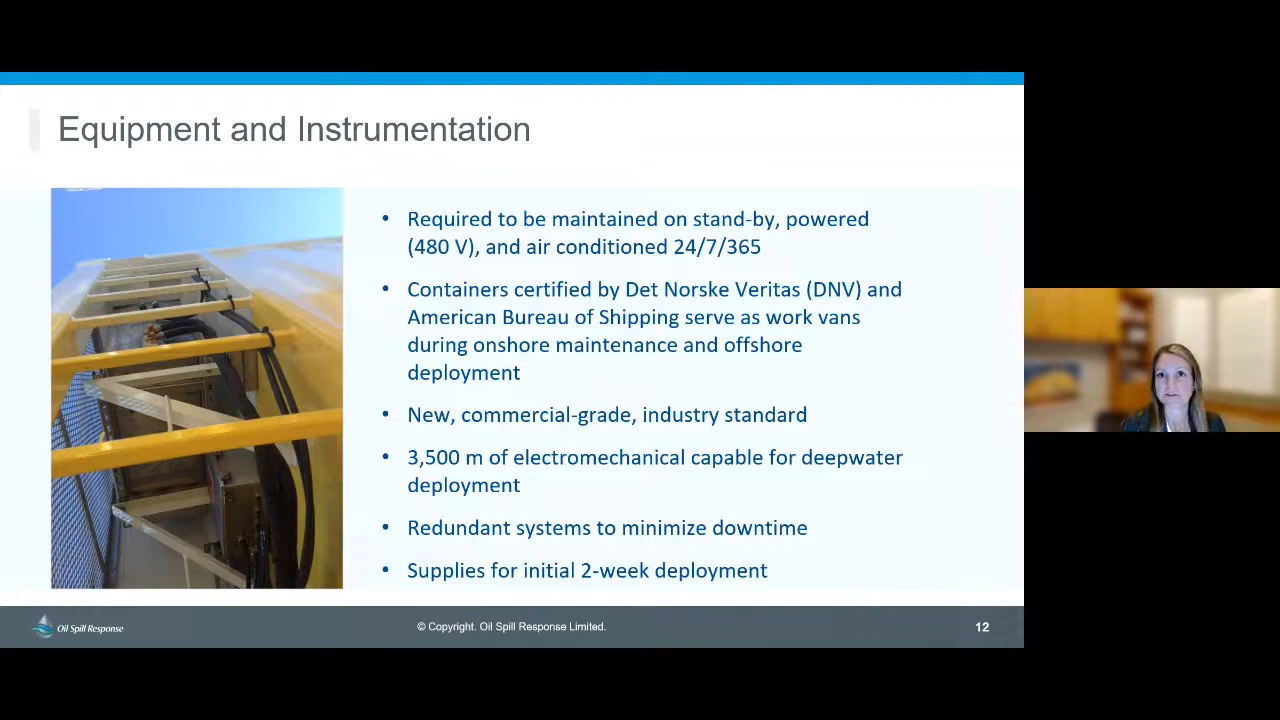 Equipment and Instrumentation
• Required to be maintained on stand-by, powered
(480 V), and air conditioned 24/7/365
• Containers certified by Det Norske Veritas (DNV) and
American Bureau of Shipping serve as work vans
during onshore maintenance and offshore
deployment
• New, commercial-grade, industry standard
• 3,500 m of electromechanical capable for deepwater
deployment
• Redundant systems to minimize downtime
• Supplies for initial 2-week deployment
Oil Spill Response
© Copyright. Oil Spill Response Limited.
12